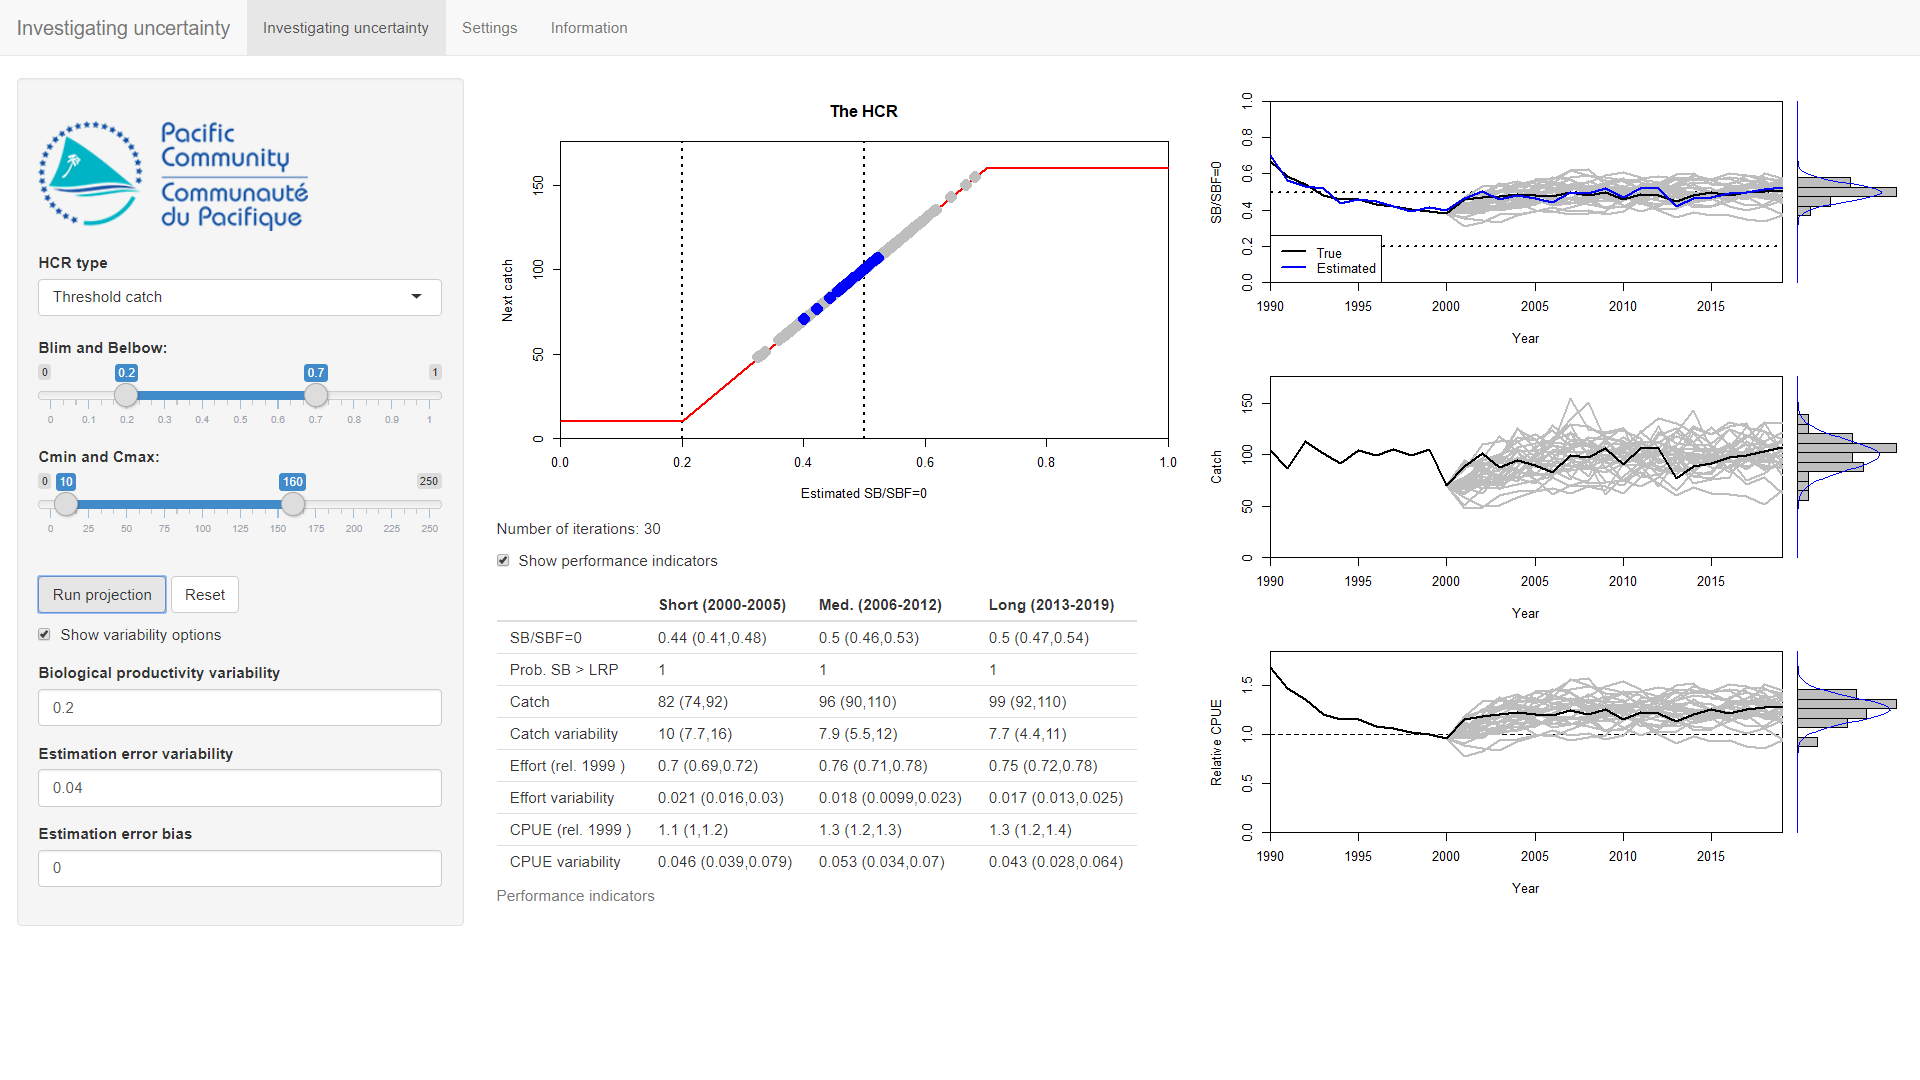 Investigating uncertainty
Investigating uncertainty
Settings
Information
Pacific
Community
Communauté
du Pacifique
HCR type
Threshold catch
Blim and Belbow:
0 0.2 0.7 1
0 0.1 0.2 0.3 0.4 0.5 0.6 0.7 0.8 0.9 1
Cmin and Cmax:
0 10 160 250
0 25 50 75 100 125 150 175 200 225 250
Run projection
Reset
Show variability options
Biological productivity variability
0.2
Estimation error variability
0.04
Estimation error bias
0
The HCR
Next catch
0 50 100 150
0.0 0.2 0.4 0.6 0.8 1.0
Estimated SB/SBF=0
Number of iterations: 30
Show performance indicators
Short (2000-2005) Med. (2006-2012) Long (2013-2019)
SB/SBF=0 0.44 (0.41,0.48) 0.5 (0.46,0.53) 0.5 (0.47,0.54)
Prob. SB > LRP 1 1 1
Catch 82 (74,92) 96 (90,110) 99 (92,110)
Catch variability 10 (7.7,16) 7.9 (5.5,12) 7.7 (4.4,11)
Effort (rel. 1999 ) 0.7 (0.69,0.72) 0.76 (0.71,0.78) 0.75 (0.72,0.78)
Effort variability 0.021 (0.016,0.03) 0.018 (0.0099,0.023) 0.017 (0.013,0.025)
CPUE (rel. 1999 ) 1.1 (1,1.2) 1.3 (1.2,1.3) 1.3 (1.2,1.4)
CPUE variability 0.046 (0.039,0.079) 0.053 (0.034,0.07) 0.043 (0.028,0.064)
Performance indicators
SB/SBF=0
0.0 0.2 0.4 0.6 0.8 1.0
True
Estimated
1990 1995 2000 2005 2010 2015
Year
Catch
0 50 100 150
1990 1995 2000 2005 2010 2015
Year
Relative CPUE
0.0 0.5 1.0 1.5
1990 1995 2000 2005 2010 2015
Year